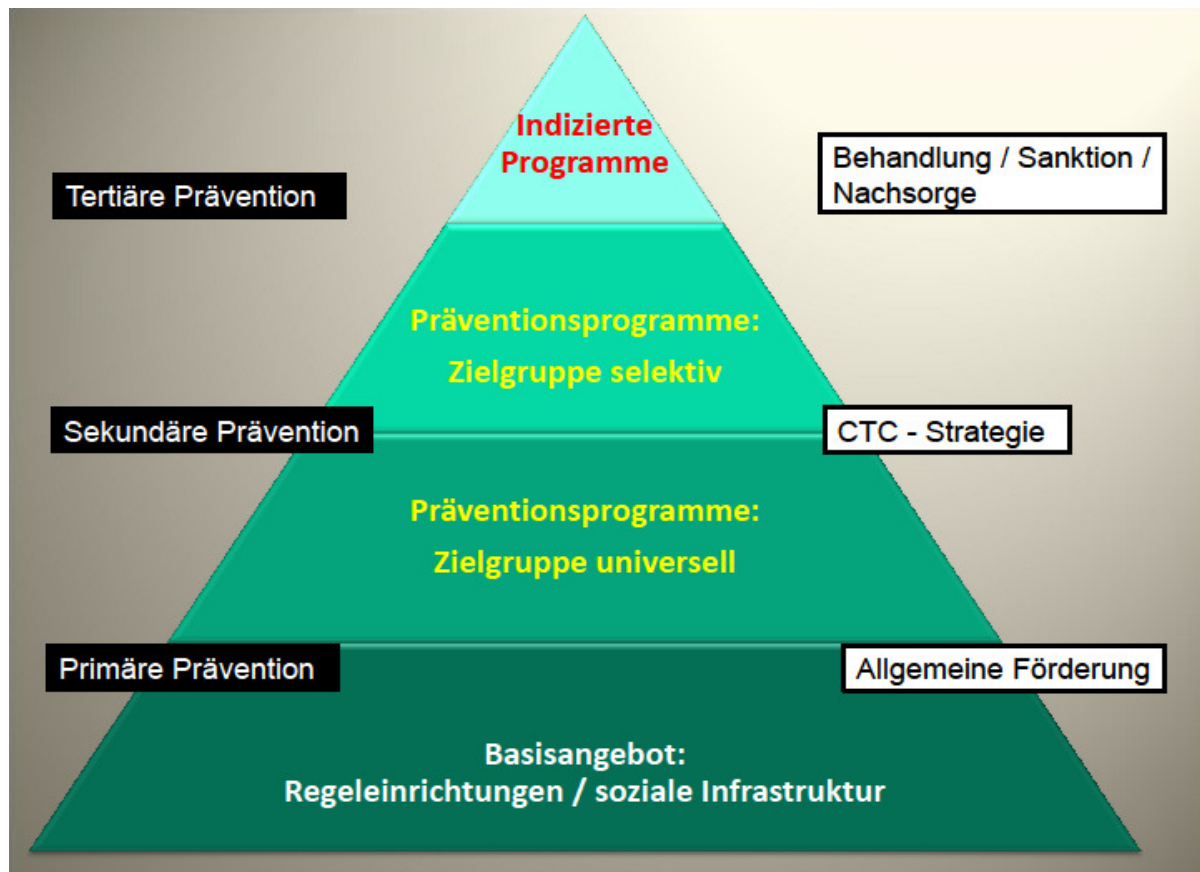 Indizierte
Programme
Tertiäre Prävention
Behandlung / Sanktion /
Nachsorge
Präventionsprogramme:
Zielgruppe selektiv
Sekundäre Prävention
CTC - Strategie
Präventionsprogramme:
Zielgruppe universell
Primäre Prävention
Allgemeine Förderung
Basisangebot:
Regeleinrichtungen / soziale Infrastruktur